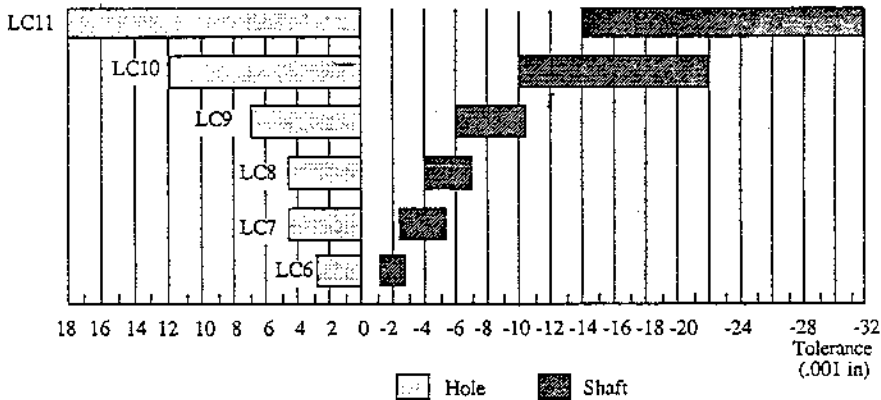 LC11
LC10
LC9
LC8
LC7
LC6
18 16 14 12 10 8 6 4 2 0 -2 -4 -6 -8 -10 -12 -14 -16 -18 -20 -24 -28 -32
Tolerance
(.001 in)
Hole Shaft